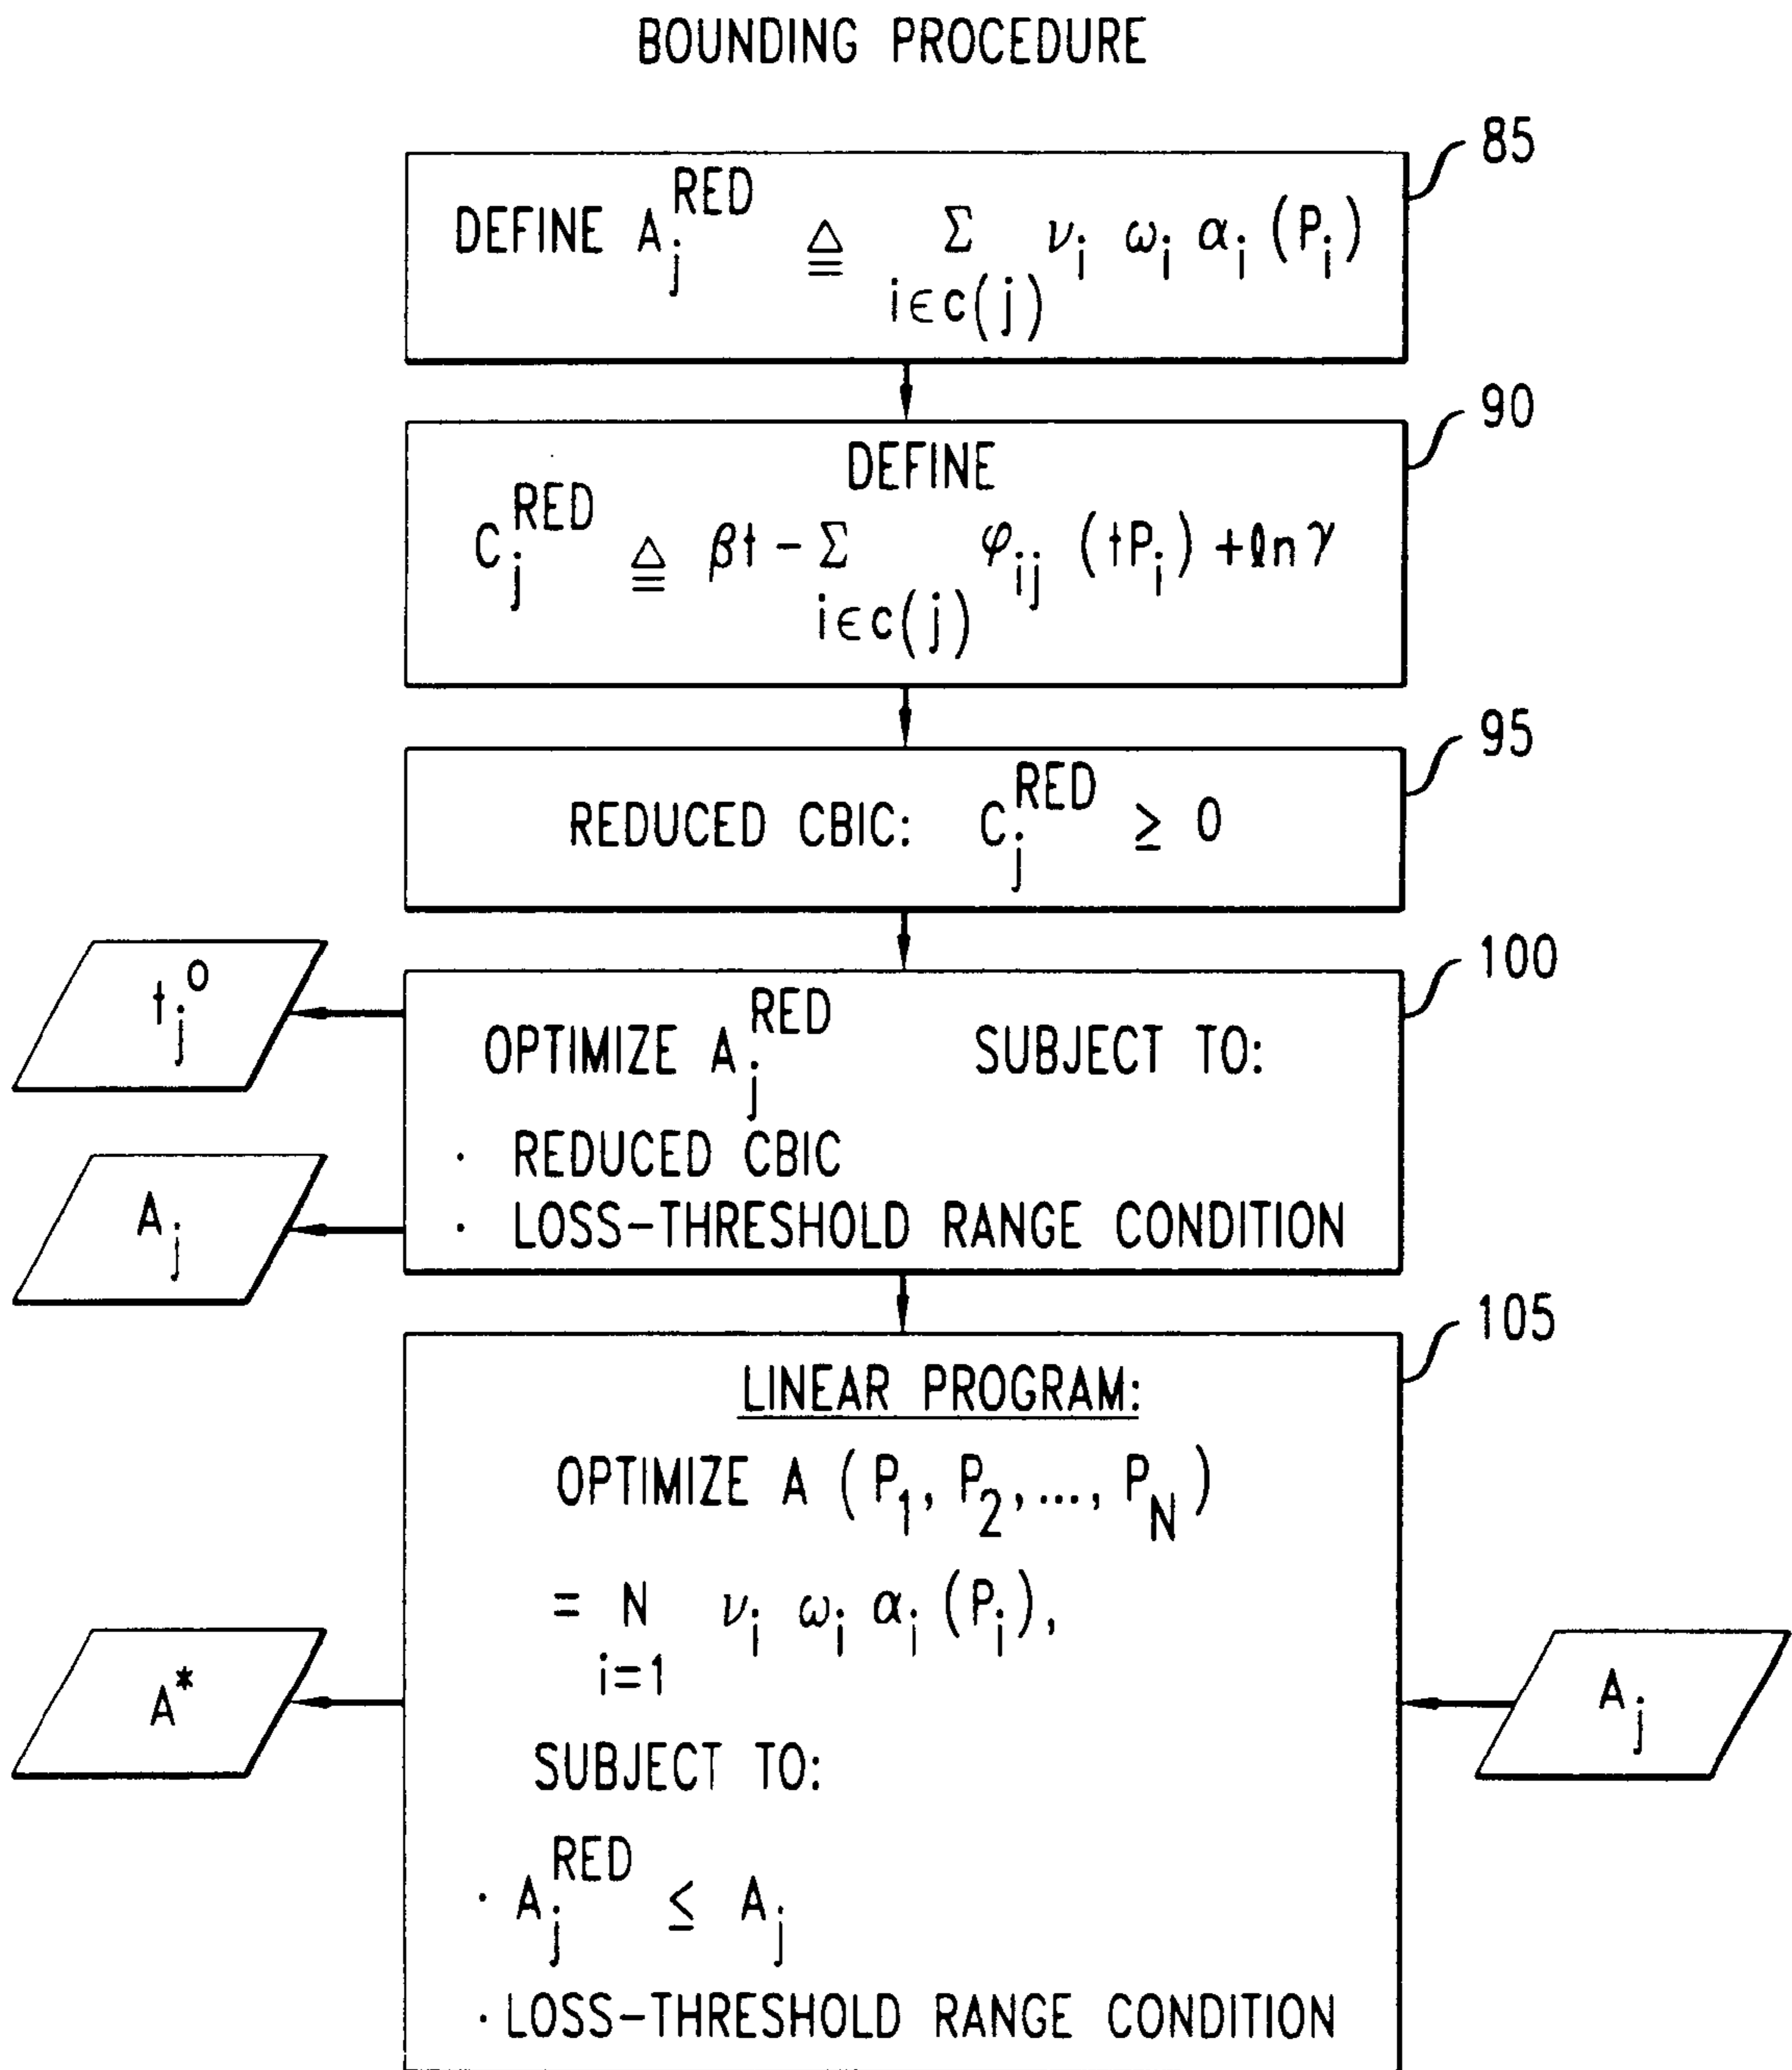 BOUNDING PROCEDURE
85
DEFINE A_j^RED ≜ Σ_{i∈c(j)} ν_i ω_i α_i (P_i)
90
DEFINE
C_j^RED ≜ βt - Σ_{i∈c(j)} φ_ij (tP_i) + ln γ
95
REDUCED CBIC: C_j^RED ≥ 0
100
t_j^0
OPTIMIZE A_j^RED SUBJECT TO:
· REDUCED CBIC
A_j
· LOSS-THRESHOLD RANGE CONDITION
105
LINEAR PROGRAM:
OPTIMIZE A (P_1, P_2, ..., P_N)
= N_{i=1} ν_i ω_i α_i (P_i),
A*
A_j
SUBJECT TO:
· A_j^RED ≤ A_j
· LOSS-THRESHOLD RANGE CONDITION